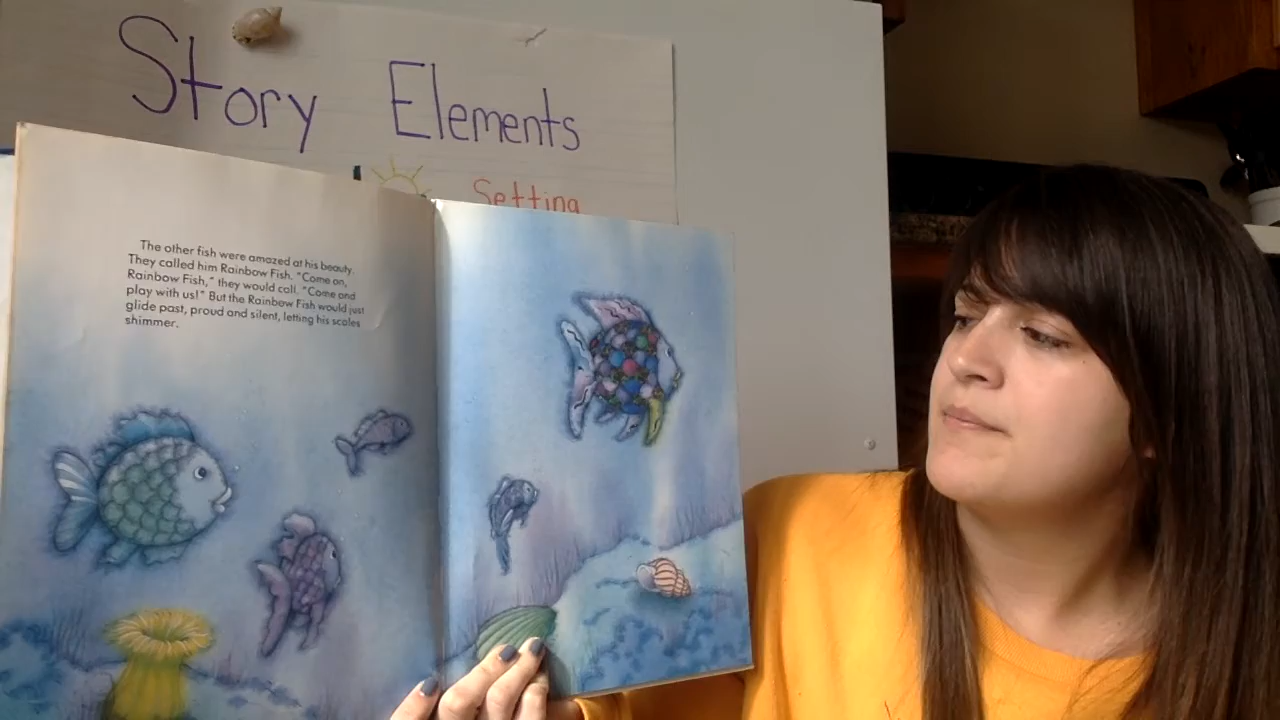 Story Elements
Setting
The other fish were amazed at his beauty.
They called him Rainbow Fish. "Come on,
Rainbow Fish," they would call. "Come and
play with us!" But the Rainbow Fish would just
glide past, proud and silent, letting his scales
shimmer.